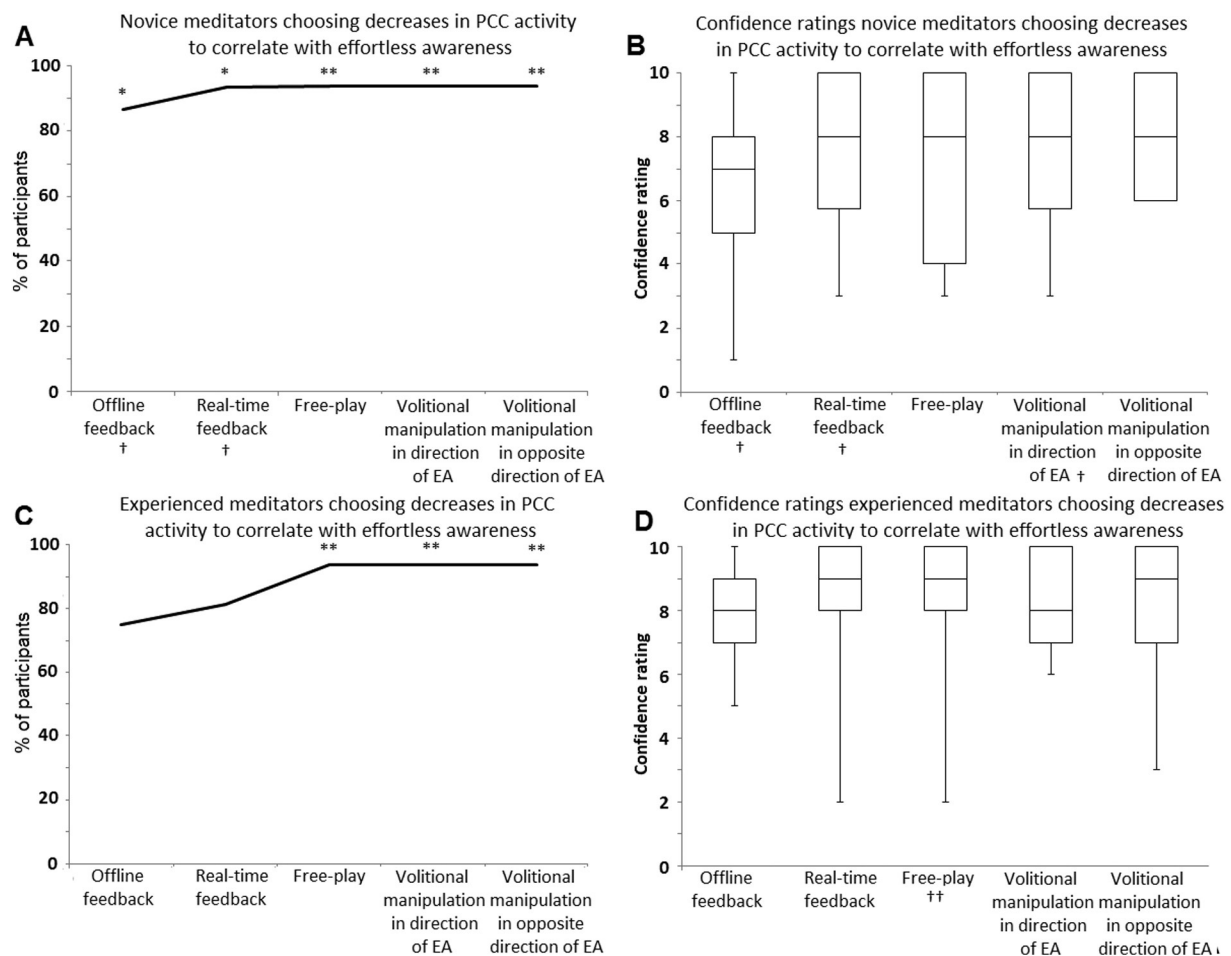 A
Novice meditators choosing decreases in PCC activity
to correlate with effortless awareness
% of participants
100
80
60
40
20
0
* * ** ** **
Offline Real-time Free-play Volitional Volitional
feedback feedback manipulation manipulation
† † in direction in opposite
of EA direction of EA
B
Confidence ratings novice meditators choosing decreases
in PCC activity to correlate with effortless awareness
Confidence rating
10
8
6
4
2
0
Offline Real-time Free-play Volitional Volitional
feedback feedback manipulation manipulation
† † in direction in opposite
of EA † direction of EA
C
Experienced meditators choosing decreases in PCC
activity to correlate with effortless awareness
% of participants
100
80
60
40
20
0
** ** **
Offline Real-time Free-play Volitional Volitional
feedback feedback manipulation manipulation
in direction in opposite
of EA direction of EA
D
Confidence ratings experienced meditators choosing decreases
in PCC activity to correlate with effortless awareness
Confidence rating
10
8
6
4
2
0
Offline Real-time Free-play Volitional Volitional
feedback feedback †† manipulation manipulation
in direction in opposite
of EA direction of EA